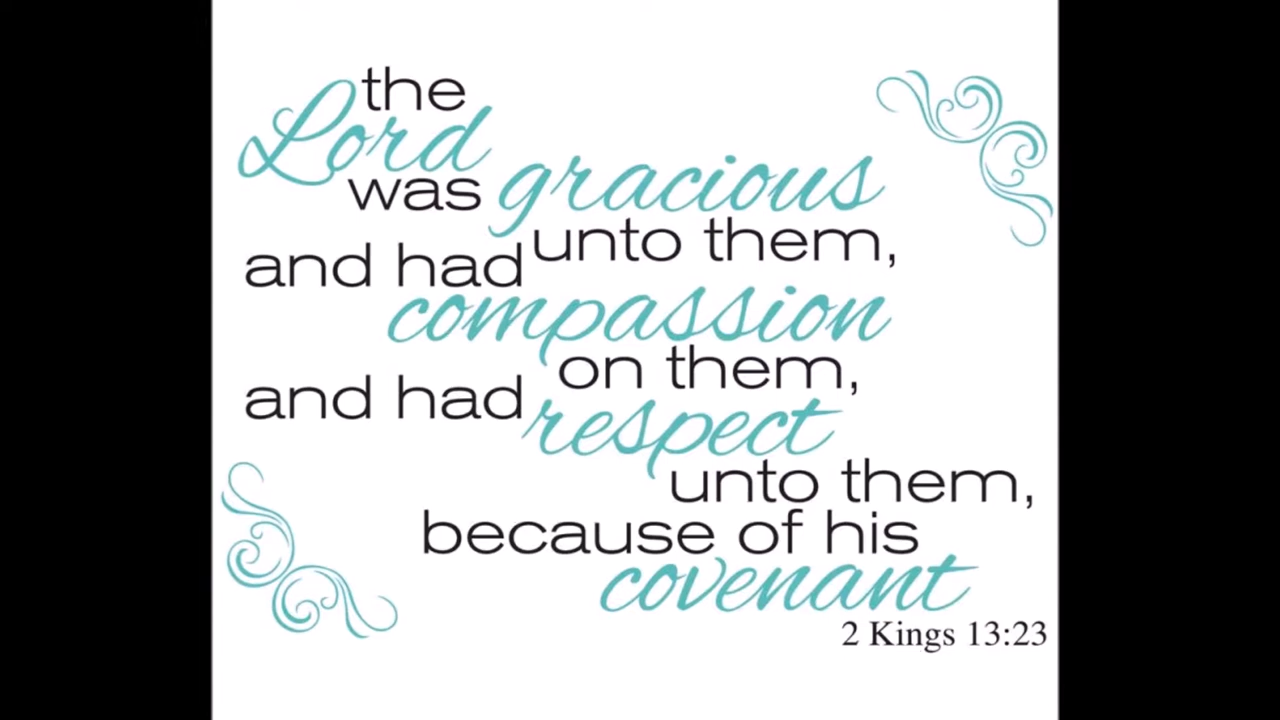 the
Lord
was gracious
unto them,
and had
compassion
on them,
and had
respect
unto them,
because of his
covenant
2 Kings 13:23